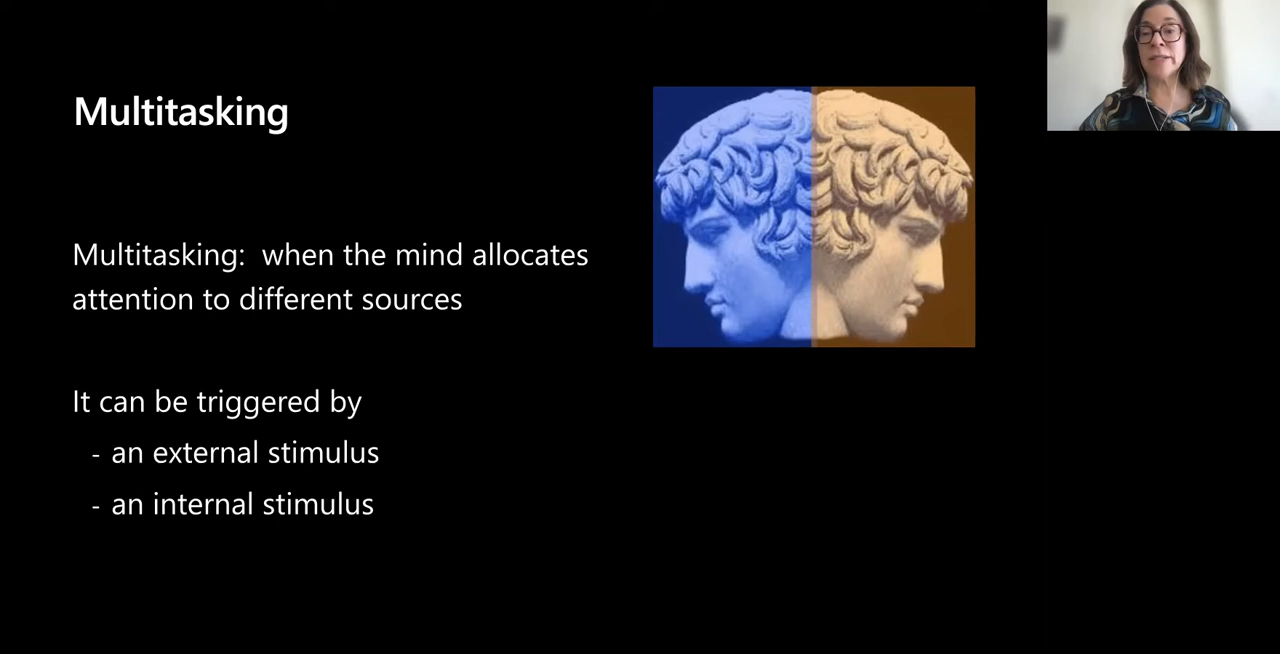 Multitasking
Multitasking:  when the mind allocates
attention to different sources
It can be triggered by
- an external stimulus
- an internal stimulus